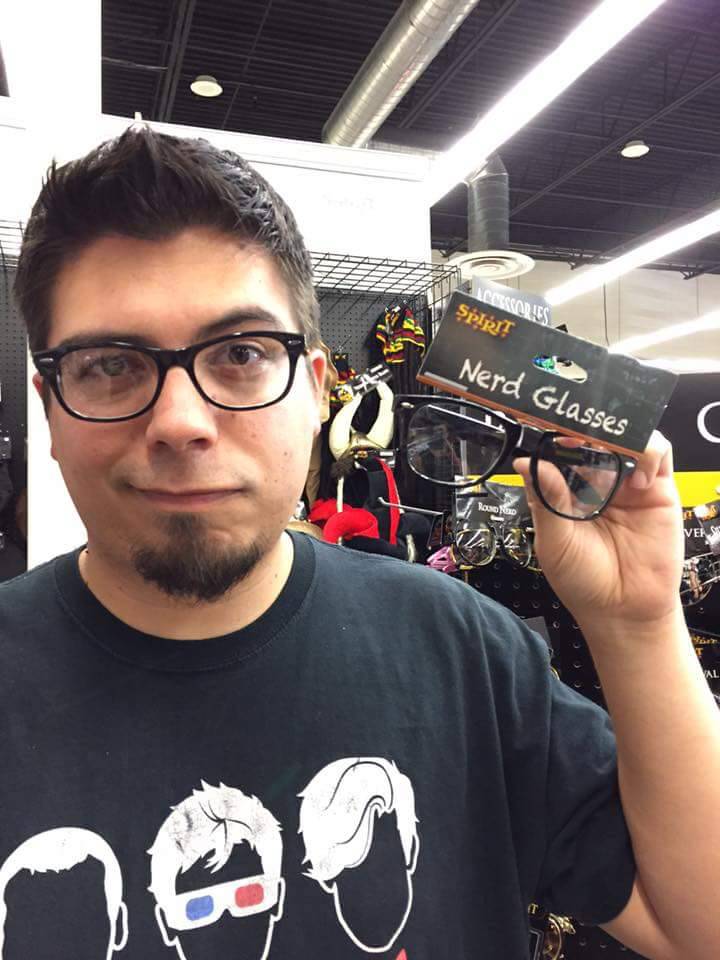 ACCESSORIES
SPIRIT
Nerd Glasses
ROUND NERD